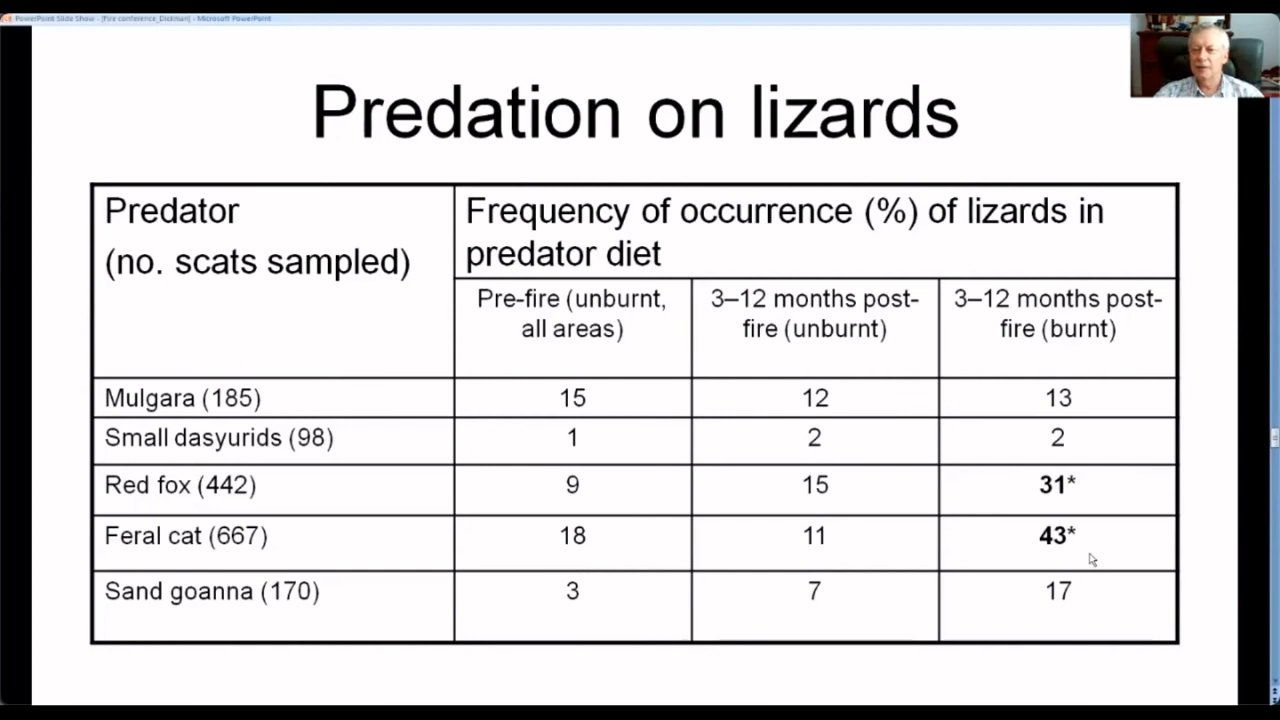 PowerPoint Slide Show - [Fire conference_Dickman] - Microsoft PowerPoint
Predation on lizards
Predator
(no. scats sampled)
Frequency of occurrence (%) of lizards in
predator diet
Pre-fire (unburnt,
all areas)
3–12 months post-
fire (unburnt)
3–12 months post-
fire (burnt)
Mulgara (185) 15 12 13
Small dasyurids (98) 1 2 2
Red fox (442) 9 15 31*
Feral cat (667) 18 11 43*
Sand goanna (170) 3 7 17